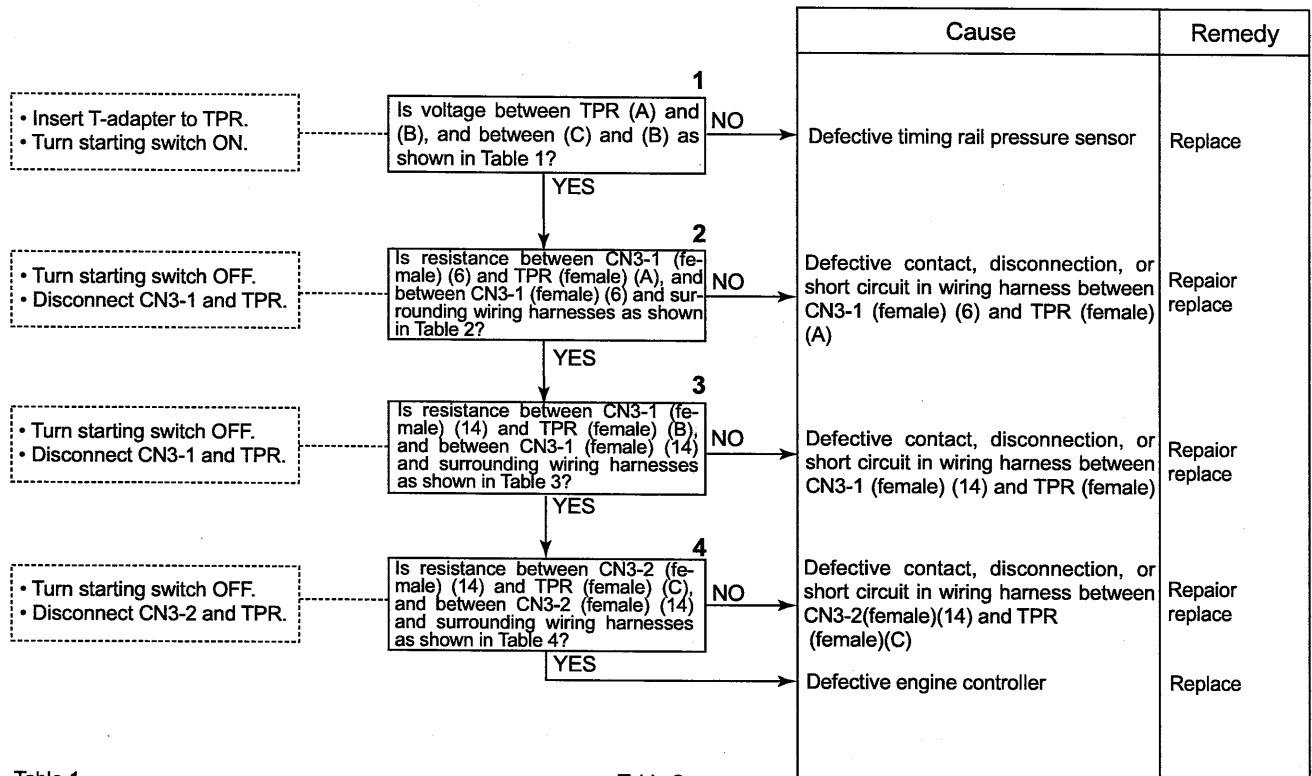 Cause
Remedy
• Insert T-adapter to TPR.
• Turn starting switch ON.
1
Is voltage between TPR (A) and
(B), and between (C) and (B) as
shown in Table 1?
NO
Defective timing rail pressure sensor
Replace
YES
• Turn starting switch OFF.
• Disconnect CN3-1 and TPR.
2
Is resistance between CN3-1 (fe-
male) (6) and TPR (female) (A), and
between CN3-1 (female) (6) and sur-
rounding wiring harnesses as shown
in Table 2?
NO
Defective contact, disconnection, or
short circuit in wiring harness between
CN3-1 (female) (6) and TPR (female)
(A)
Repaior
replace
YES
• Turn starting switch OFF.
• Disconnect CN3-1 and TPR.
3
Is resistance between CN3-1 (fe-
male) (14) and TPR (female) (B),
and between CN3-1 (female) (14)
and surrounding wiring harnesses
as shown in Table 3?
NO
Defective contact, disconnection, or
short circuit in wiring harness between
CN3-1 (female) (14) and TPR (female)
Repaior
replace
YES
• Turn starting switch OFF.
• Disconnect CN3-2 and TPR.
4
Is resistance between CN3-2 (fe-
male) (14) and TPR (female) (C),
and between CN3-2 (female) (14)
and surrounding wiring harnesses
as shown in Table 4?
NO
Defective contact, disconnection, or
short circuit in wiring harness between
CN3-2(female)(14) and TPR
(female)(C)
Repaior
replace
YES
Defective engine controller
Replace
Table 1